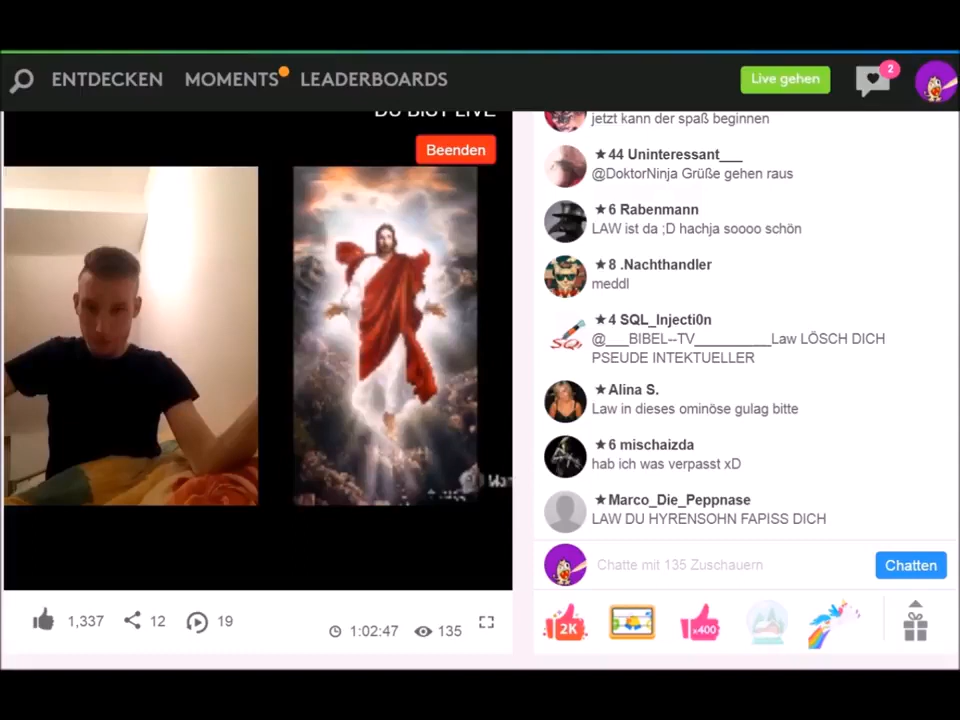 ENTDECKEN MOMENTS LEADERBOARDS Live gehen 2
DU BIST LIVE
Beenden
jetzt kann der spaß beginnen
★44 Uninteressant___
@DoktorNinja Grüße gehen raus
★6 Rabenmann
LAW ist da ;D hachja soooo schön
★8 .Nachthandler
meddl
★4 SQL_Injecti0n
@___BIBEL--TV__________Law LÖSCH DICH
PSEUDE INTEKTUELLER
★Alina S.
Law in dieses ominöse gulag bitte
★6 mischaizda
hab ich was verpasst xD
★Marco_Die_Peppnase
LAW DU HYRENSOHN FAPISS DICH
Chatte mit 135 Zuschauern Chatten
1,337 12 19
1:02:47 135
2K x400